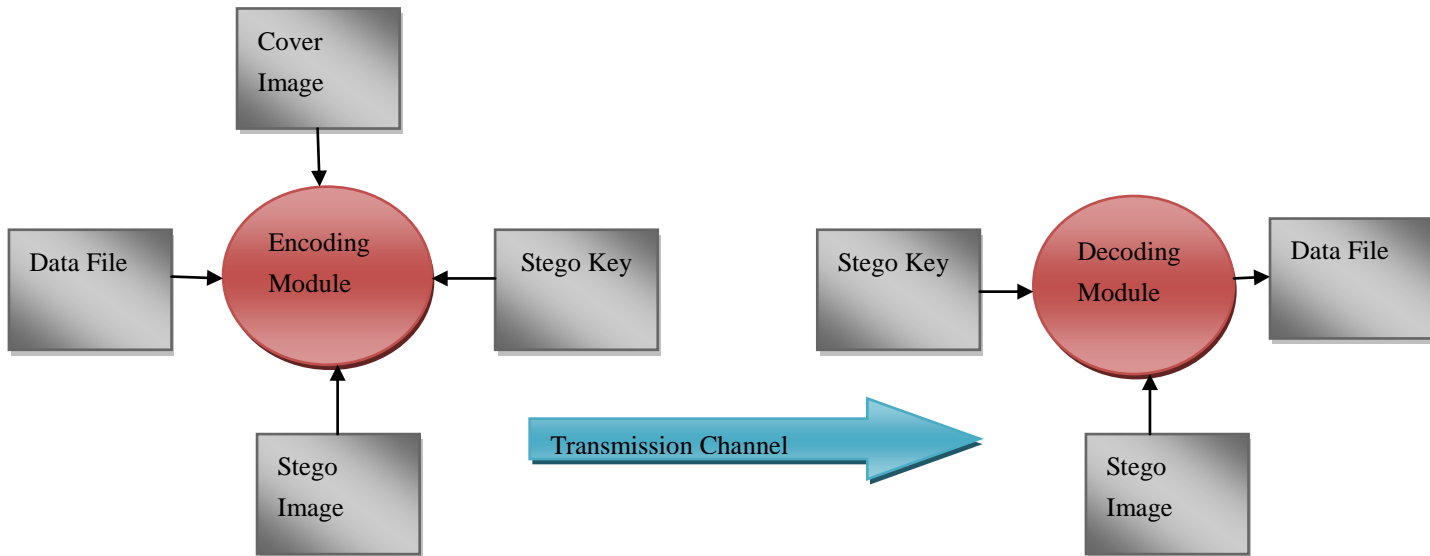 Cover
Image
Data File
Encoding
Module
Stego Key
Stego
Image
Transmission Channel
Stego Key
Decoding
Module
Data File
Stego
Image